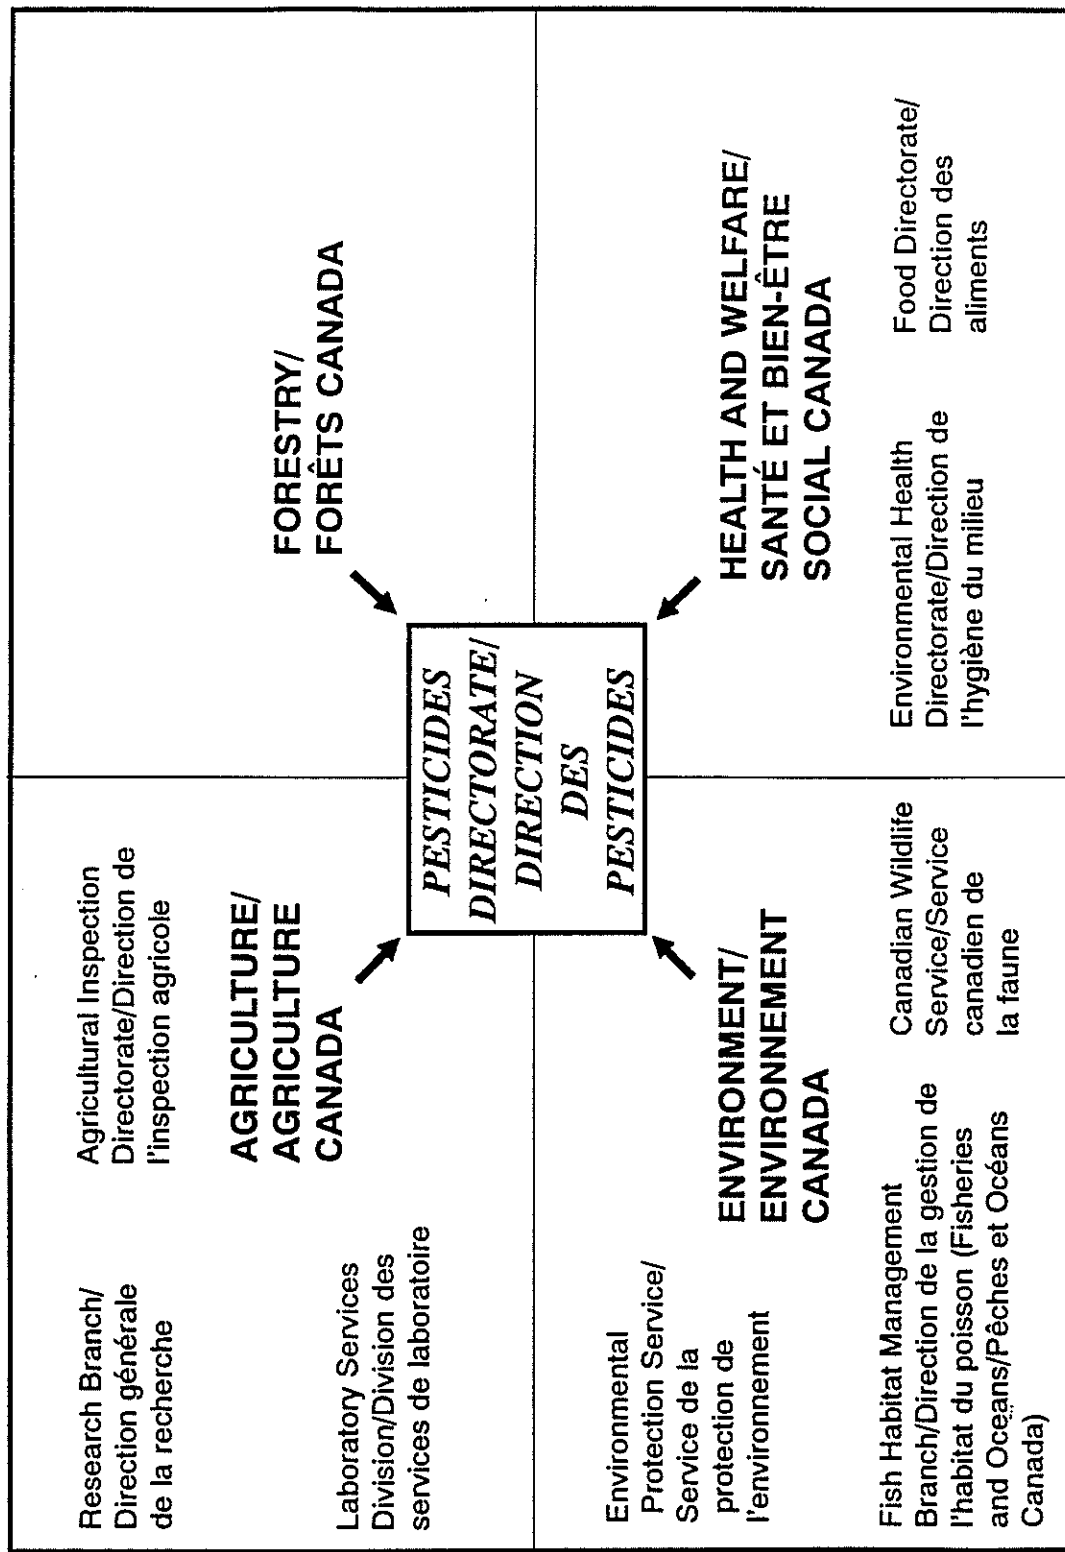 Research Branch/
Direction générale
de la recherche
Agricultural Inspection
Directorate/Direction de
l'inspection agricole
Laboratory Services
Division/Division des
services de laboratoire
AGRICULTURE/
AGRICULTURE
CANADA
FORESTRY/
FORÊTS CANADA
PESTICIDES
DIRECTORATE/
DIRECTION
DES
PESTICIDES
Environmental
Protection Service/
Service de la
protection de
l'environnement
ENVIRONMENT/
ENVIRONNEMENT
CANADA
Fish Habitat Management
Branch/Direction de la gestion de
l'habitat du poisson (Fisheries
and Oceans/Pêches et Océans
Canada)
Canadian Wildlife
Service/Service
canadien de
la faune
HEALTH AND WELFARE/
SANTÉ ET BIEN-ÊTRE
SOCIAL CANADA
Environmental Health
Directorate/Direction de
l'hygiène du milieu
Food Directorate/
Direction des
aliments